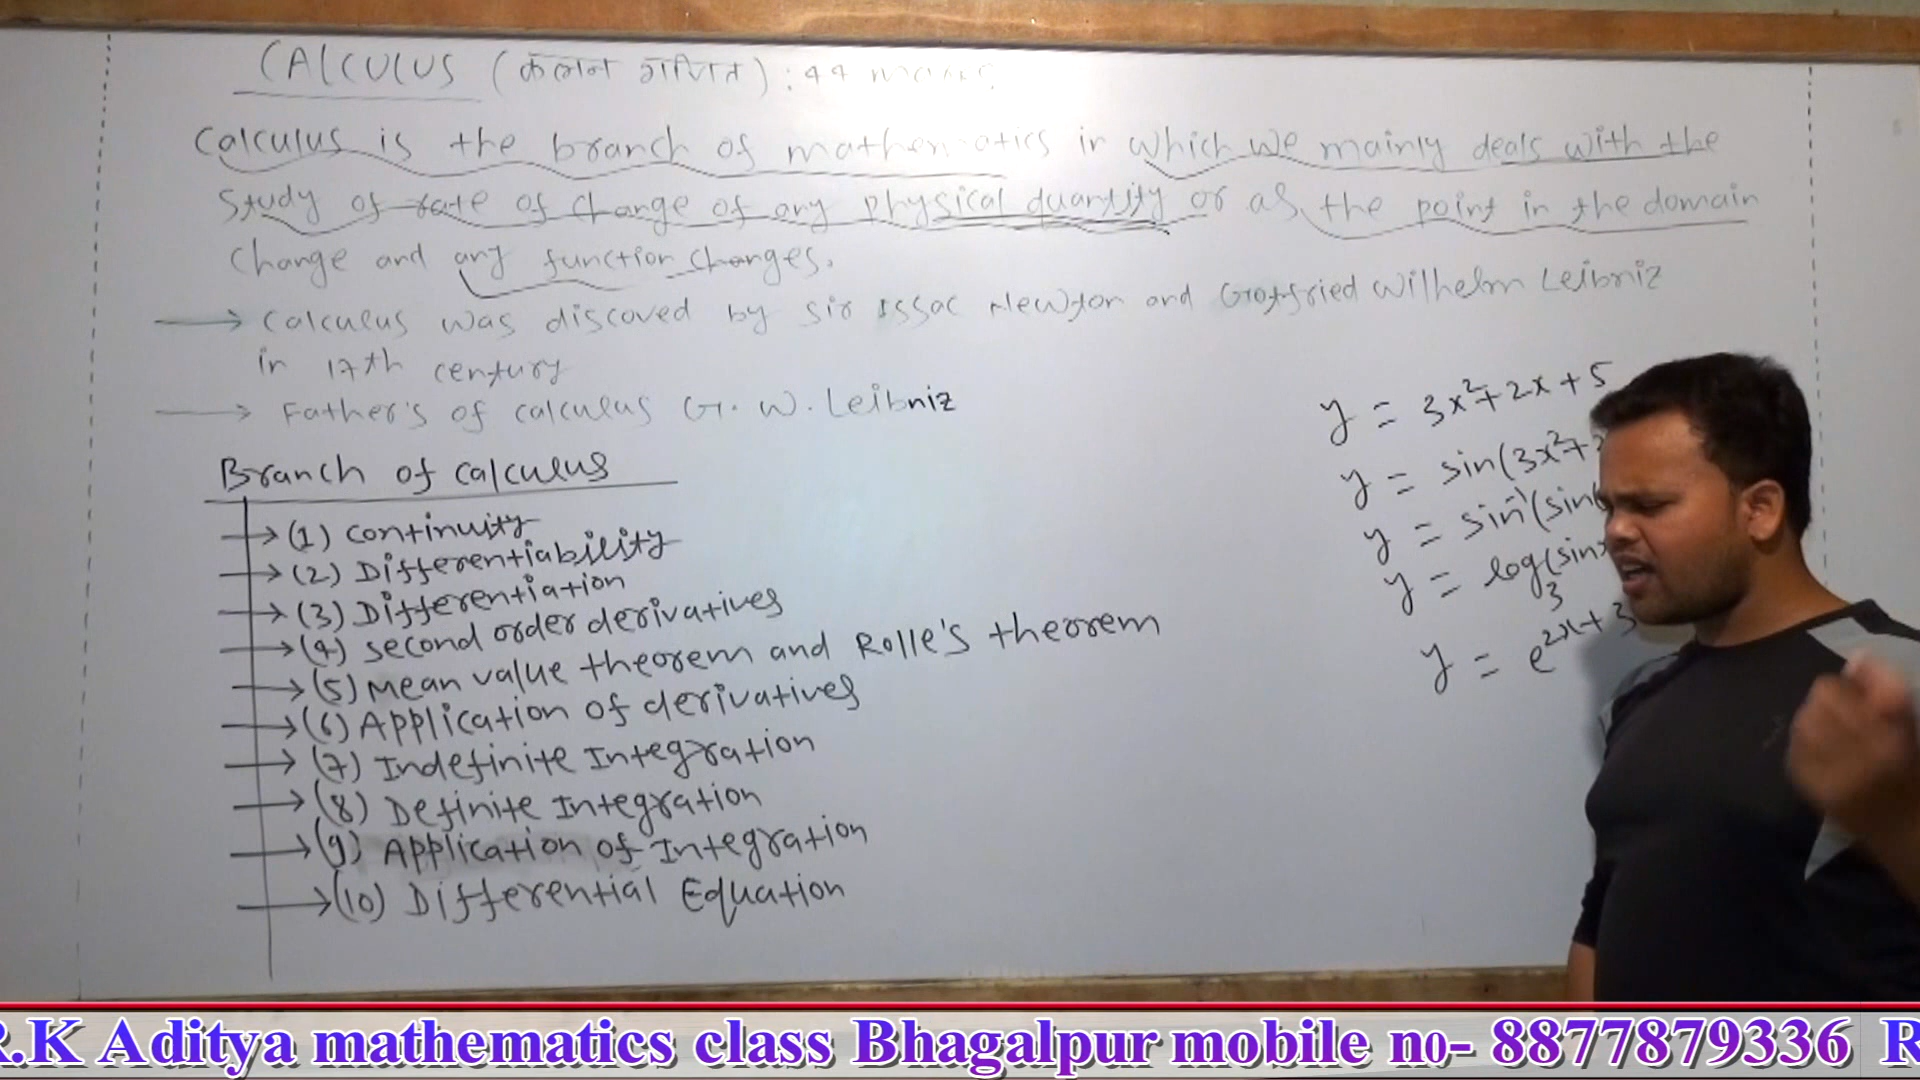 CALCULUS (कलन गणित) : 44 marks
Calculus is the branch of mathematics in which we mainly deals with the
study of rate of change of any physical quantity or as the point in the domain
change and any function changes.
→ Calculus was discoved by sir Issac Newton and Gottfried Wilhelm Leibniz
in 17th century
→ Father's of calculus G. W. Leibniz
Branch of calculus
→ (1) continuity
→ (2) Differentiability
→ (3) Differentiation
→ (4) second order derivatives
→ (5) Mean value theorem and Rolle's theorem
→ (6) Application of derivatives
→ (7) Indefinite Integration
→ (8) Definite Integration
→ (9) Application of Integration
→ (10) Differential Equation
y = 3x²+2x+5
y = sin(3x²+2
y = sin⁻¹(sin
y = log₃(sinx
y = e^{2x+3
R.K Aditya mathematics class Bhagalpur mobile no- 8877879336 R